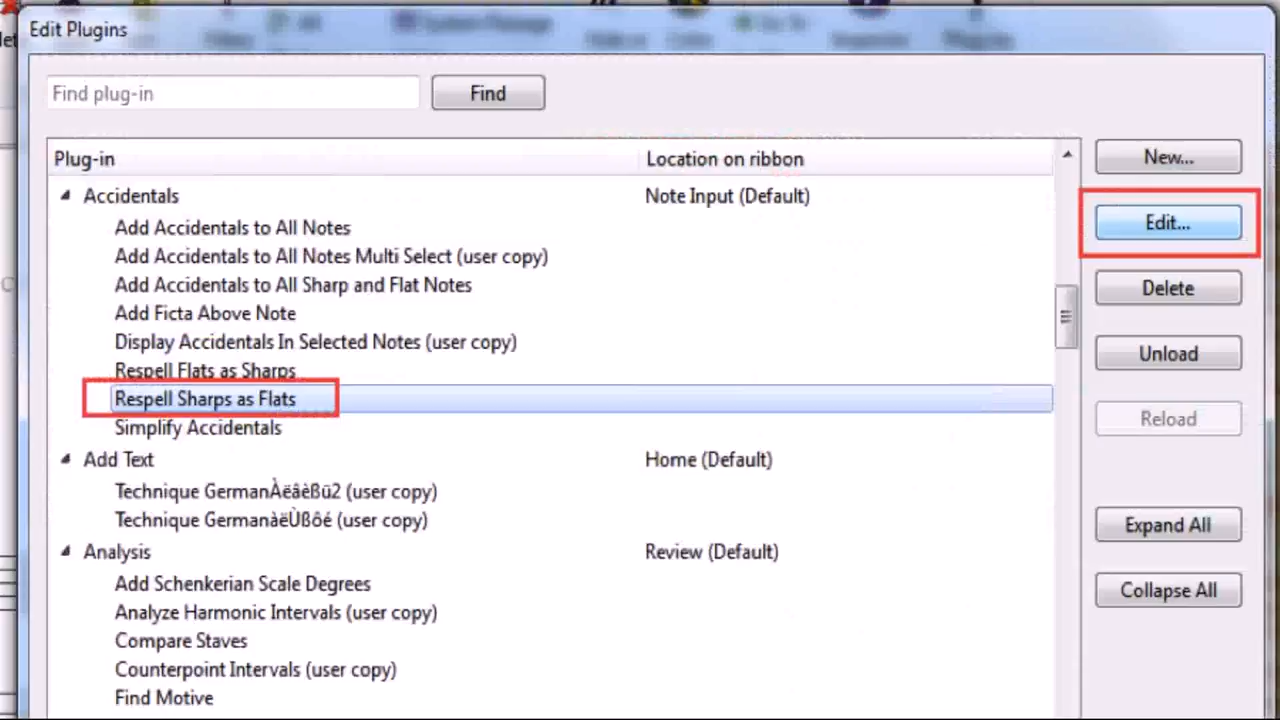 Edit Plugins
Find plug-in Find
Plug-in Location on ribbon
New...
Accidentals Note Input (Default)
Edit...
Add Accidentals to All Notes
Add Accidentals to All Notes Multi Select (user copy)
Add Accidentals to All Sharp and Flat Notes
Delete
Add Ficta Above Note
Display Accidentals In Selected Notes (user copy)
Unload
Respell Flats as Sharps
Respell Sharps as Flats
Reload
Simplify Accidentals
Add Text Home (Default)
Technique GermanÀëâèßü2 (user copy)
Technique GermanàëÙßôé (user copy)
Expand All
Analysis Review (Default)
Add Schenkerian Scale Degrees
Collapse All
Analyze Harmonic Intervals (user copy)
Compare Staves
Counterpoint Intervals (user copy)
Find Motive